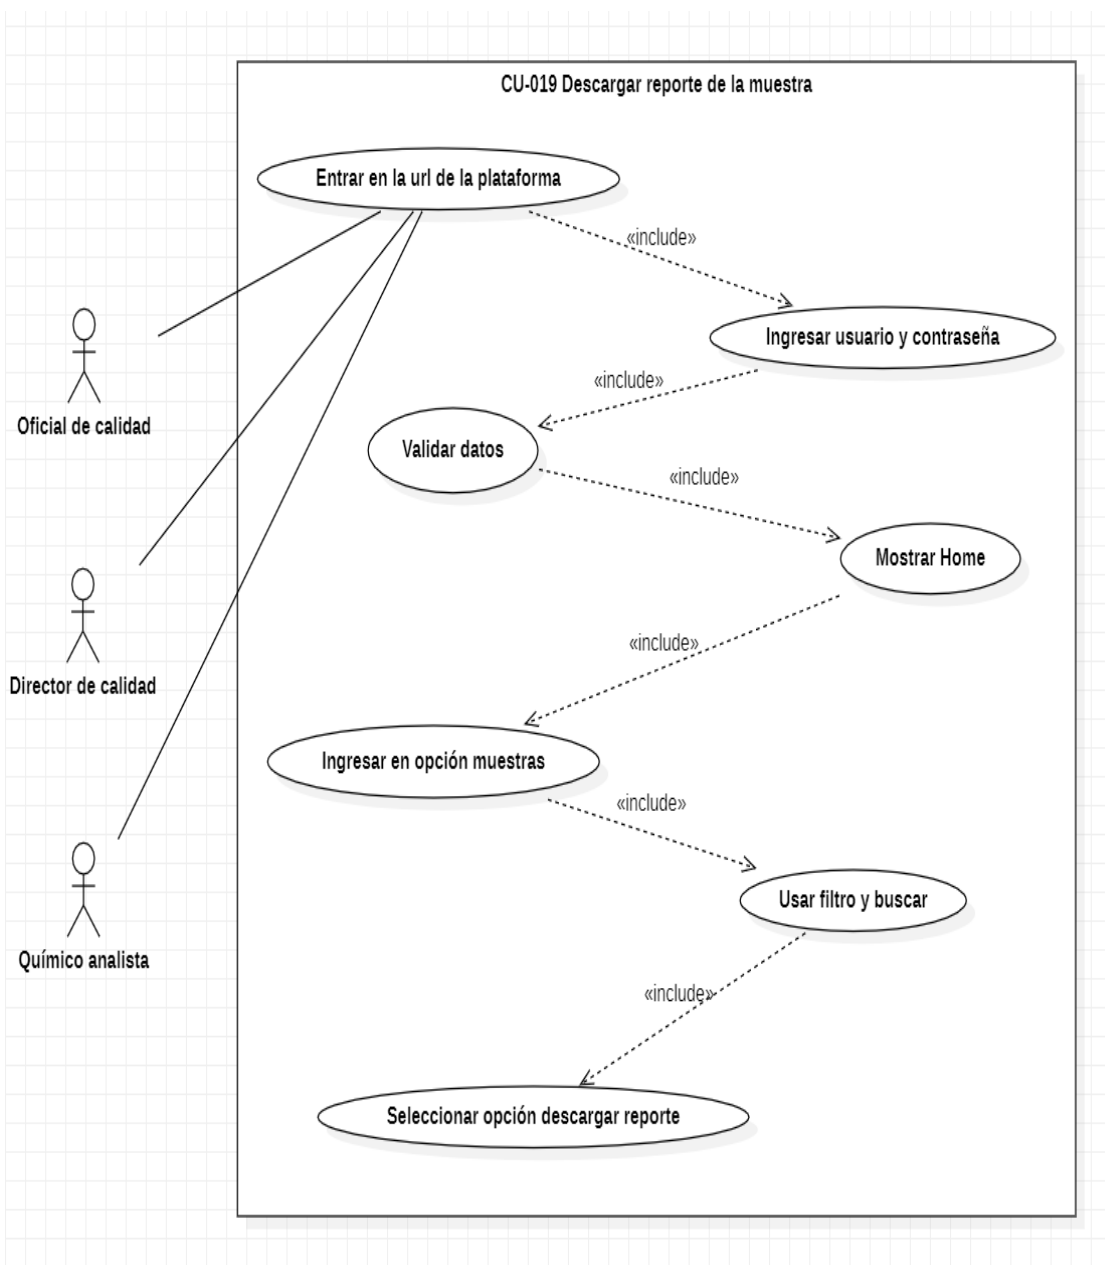 CU-019 Descargar reporte de la muestra
Entrar en la url de la plataforma
«include»
Ingresar usuario y contraseña
«include»
Validar datos
«include»
Mostrar Home
«include»
Ingresar en opción muestras
«include»
Usar filtro y buscar
«include»
Seleccionar opción descargar reporte
Oficial de calidad
Director de calidad
Químico analista